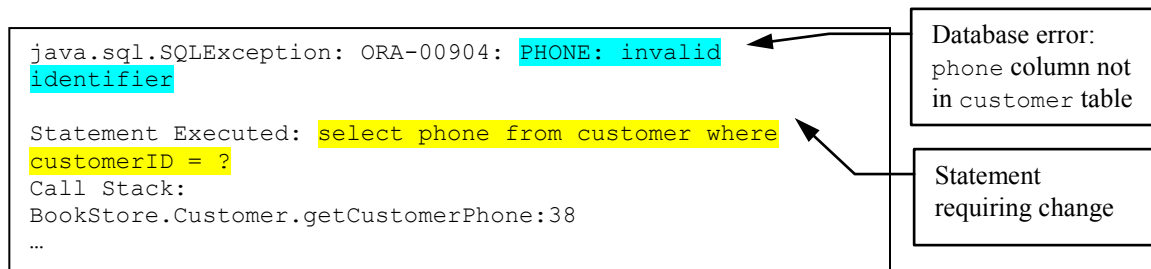 java.sql.SQLException: ORA-00904: PHONE: invalid
identifier
Statement Executed: select phone from customer where
customerID = ?
Call Stack:
BookStore.Customer.getCustomerPhone:38
…
Database error:
phone column not
in customer table
Statement
requiring change